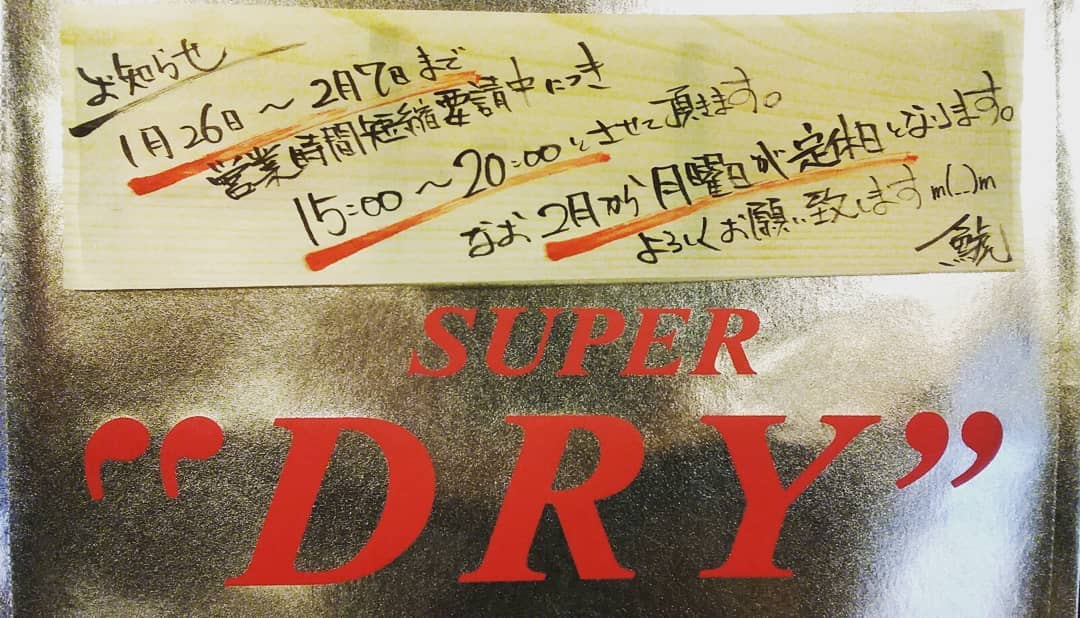 お知らせ
1月26日～2月7日まで
営業時間短縮要請中につき
15:00～20:00とさせて頂きます。
なお2月から月曜日が定休日となります。
よろしくお願い致します m(_)m
鯱
SUPER
“DRY”